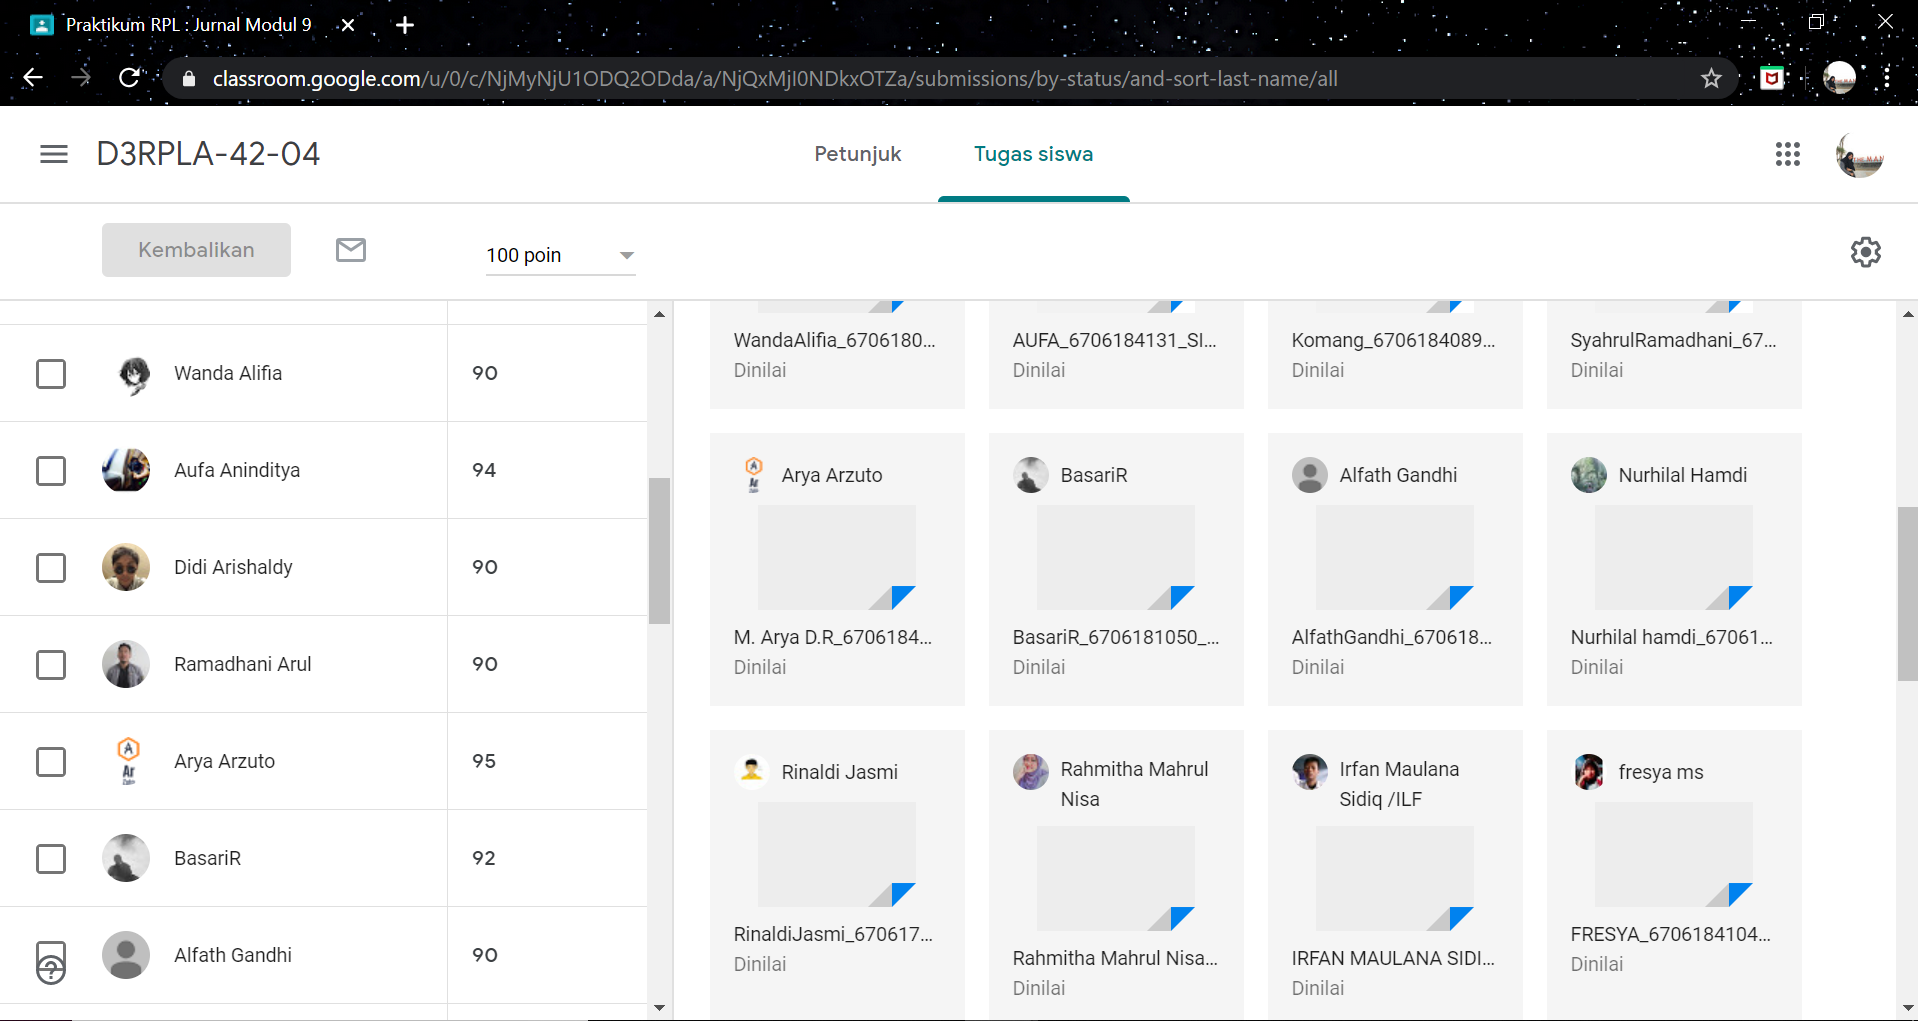 Praktikum RPL : Jurnal Modul 9
classroom.google.com/u/0/c/NjMyNjU1ODQ2ODda/a/NjQxMjI0NDkxOTZa/submissions/by-status/and-sort-last-name/all
D3RPLA-42-04
Petunjuk
Tugas siswa
Kembalikan
100 poin
Wanda Alifia
90
Aufa Aninditya
94
Didi Arishaldy
90
Ramadhani Arul
90
Arya Arzuto
95
BasariR
92
Alfath Gandhi
90
WandaAlifia_6706180...
Dinilai
AUFA_6706184131_SI...
Dinilai
Komang_6706184089...
Dinilai
SyahrulRamadhani_67...
Dinilai
Arya Arzuto
M. Arya D.R_6706184...
Dinilai
BasariR
BasariR_6706181050_...
Dinilai
Alfath Gandhi
AlfathGandhi_670618...
Dinilai
Nurhilal Hamdi
Nurhilal hamdi_67061...
Dinilai
Rinaldi Jasmi
RinaldiJasmi_670617...
Dinilai
Rahmitha Mahrul
Nisa
Rahmitha Mahrul Nisa...
Dinilai
Irfan Maulana
Sidiq /ILF
IRFAN MAULANA SIDI...
Dinilai
fresya ms
FRESYA_6706184104...
Dinilai